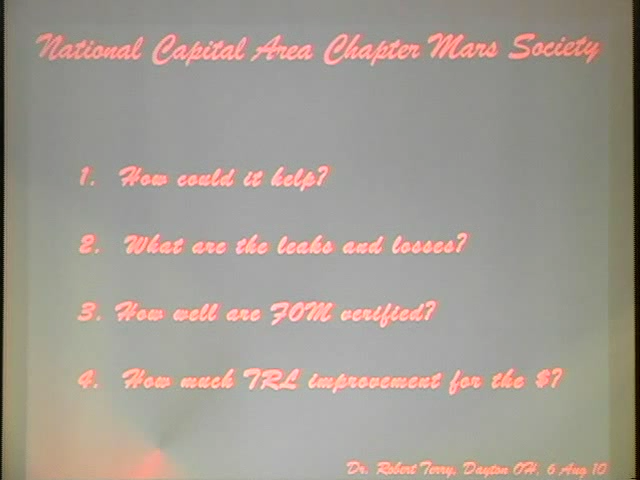 National Capital Area Chapter Mars Society
1. How could it help?
2. What are the leaks and losses?
3. How well are FOM verified?
4. How much TRL improvement for the $?
Dr. Robert Terry, Dayton OH, 6 Aug 10